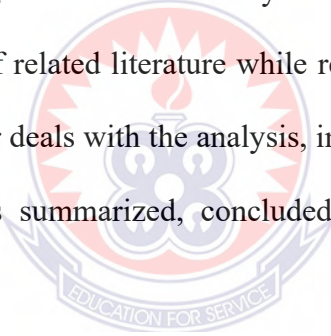 f related literature while re
deals with the analysis, in
summarized, concluded
EDUCATION FOR SERVICE